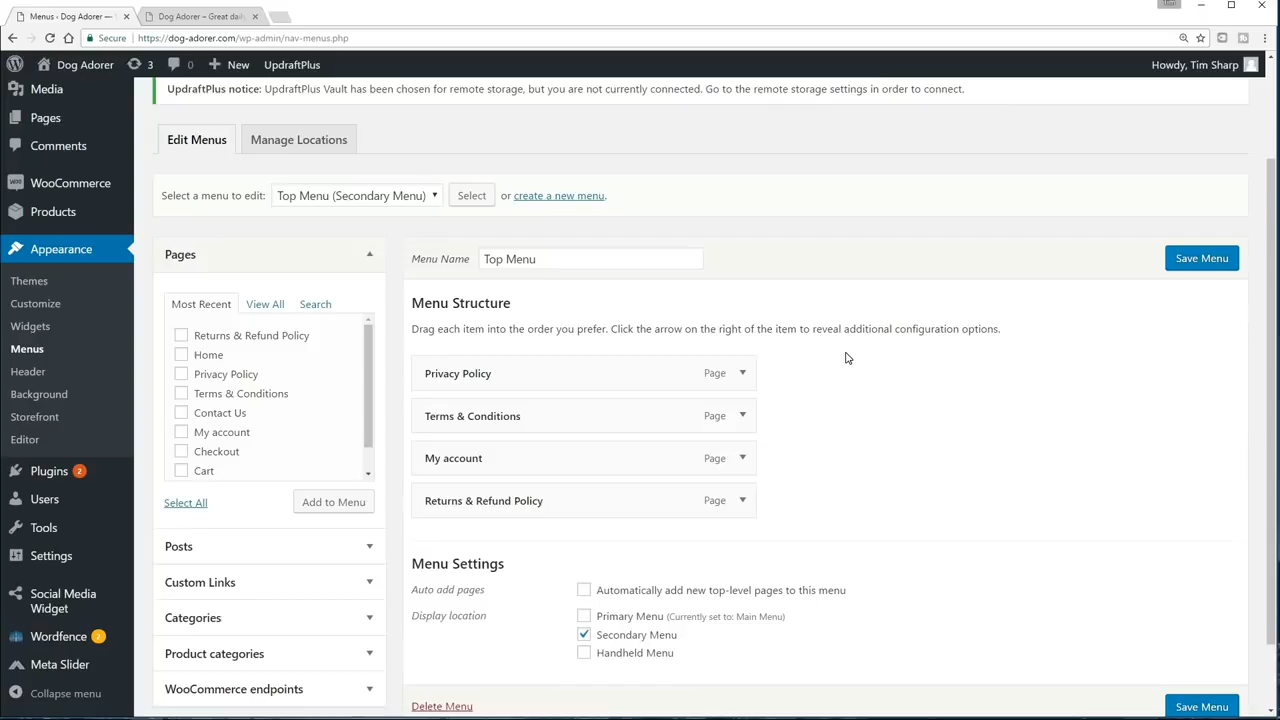 Tim
Menus ‹ Dog Adorer —
Dog Adorer – Great dail
Secure
https://dog-adorer.com/wp-admin/nav-menus.php
Dog Adorer
3
0
New
UpdraftPlus
Howdy, Tim Sharp
Media
Pages
Comments
WooCommerce
Products
Appearance
Themes
Customize
Widgets
Menus
Header
Background
Storefront
Editor
Plugins 2
Users
Tools
Settings
Social Media
Widget
Wordfence 2
Meta Slider
Collapse menu
UpdraftPlus notice: UpdraftPlus Vault has been chosen for remote storage, but you are not currently connected. Go to the remote storage settings in order to connect.
Edit Menus
Manage Locations
Select a menu to edit: Top Menu (Secondary Menu) Select or create a new menu.
Pages
Most Recent
View All
Search
Returns & Refund Policy
Home
Privacy Policy
Terms & Conditions
Contact Us
My account
Checkout
Cart
Select All
Add to Menu
Posts
Custom Links
Categories
Product categories
WooCommerce endpoints
Menu Name Top Menu
Save Menu
Menu Structure
Drag each item into the order you prefer. Click the arrow on the right of the item to reveal additional configuration options.
Privacy Policy Page
Terms & Conditions Page
My account Page
Returns & Refund Policy Page
Menu Settings
Auto add pages
Automatically add new top-level pages to this menu
Display location
Primary Menu (Currently set to: Main Menu)
Secondary Menu
Handheld Menu
Delete Menu
Save Menu